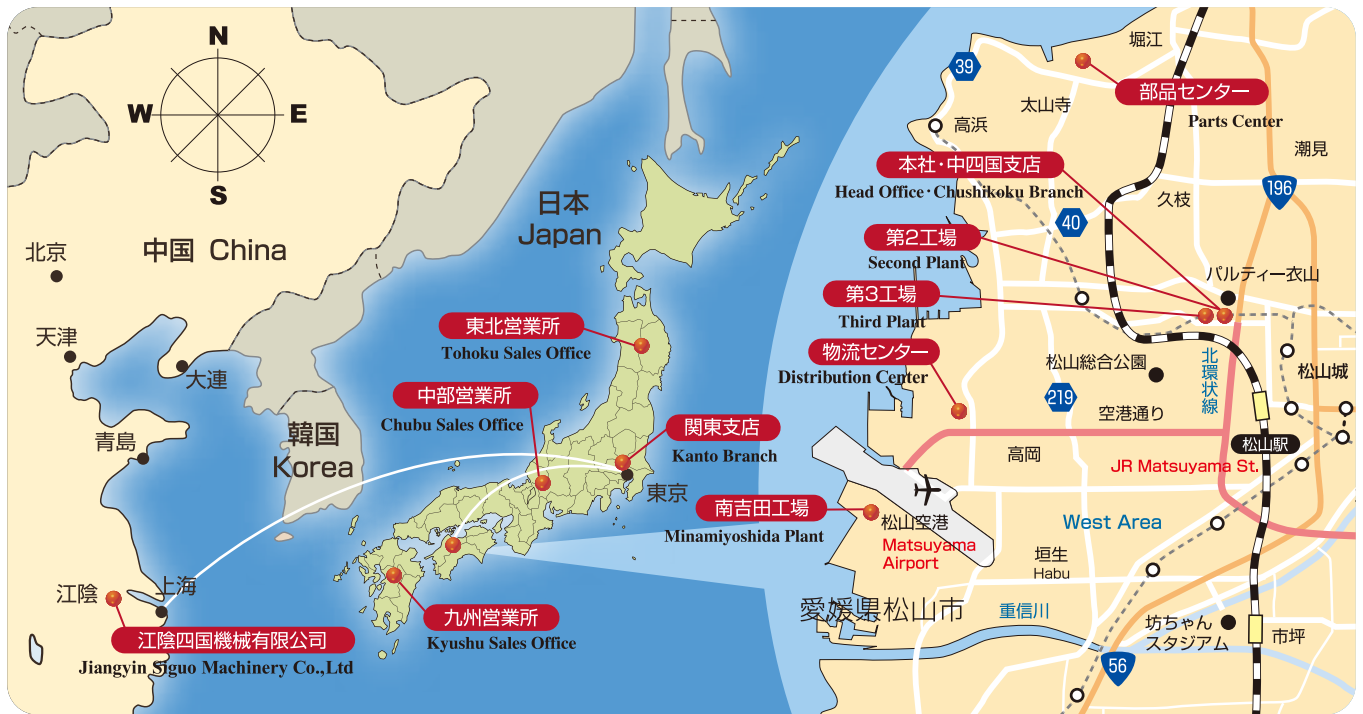 N
W
E
S
中国 China
北京
天津
大連
青島
韓国
Korea
日本
Japan
東北営業所
Tohoku Sales Office
中部営業所
Chubu Sales Office
関東支店
Kanto Branch
東京
江陰
上海
江陰四国機械有限公司
Jiangyin Siguo Machinery Co.,Ltd
九州営業所
Kyushu Sales Office
堀江
39
部品センター
Parts Center
太山寺
高浜
潮見
本社・中四国支店
Head Office・Chushikoku Branch
196
久枝
40
第2工場
Second Plant
パルティー衣山
第3工場
Third Plant
物流センター
Distribution Center
松山総合公園
北環状線
松山城
219
空港通り
松山駅
高岡
JR Matsuyama St.
南吉田工場
Minamiyoshida Plant
松山空港
Matsuyama
Airport
West Area
垣生
Habu
愛媛県松山市
重信川
坊ちゃん
スタジアム
市坪
56